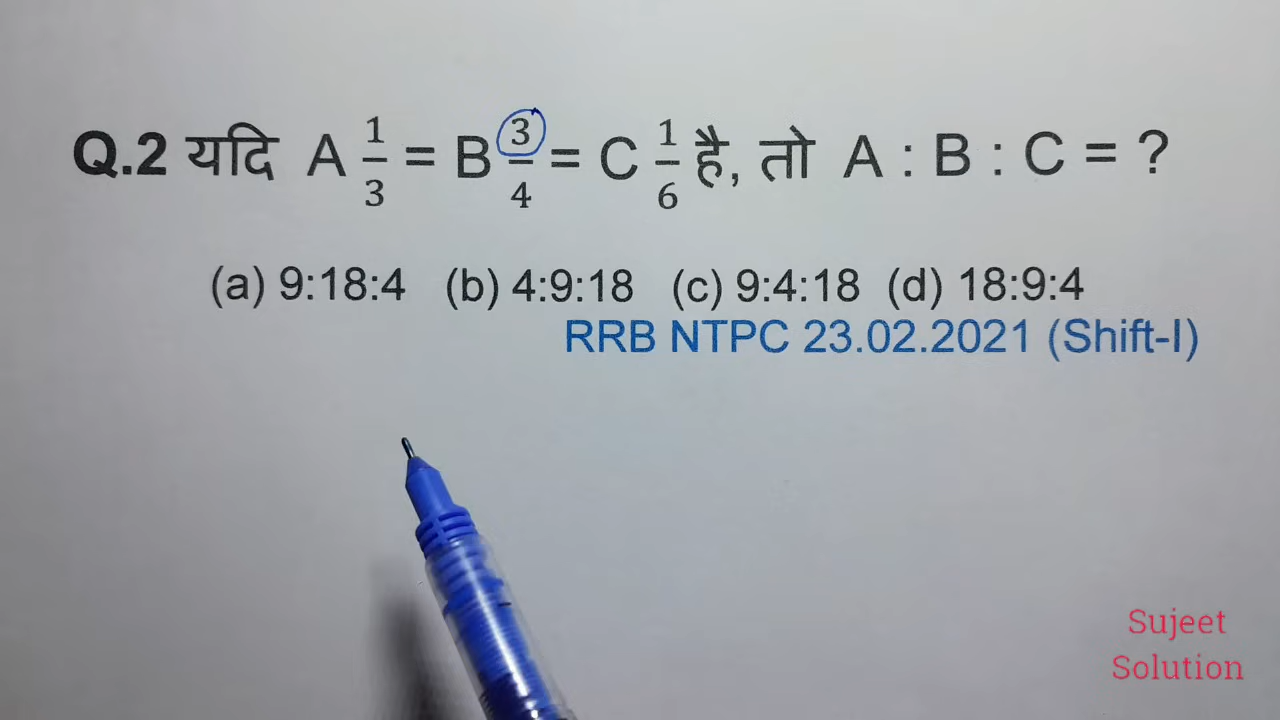 Q.2 यदि A 1/3 = B 3/4 = C 1/6 है, तो A : B : C = ?
(a) 9:18:4 (b) 4:9:18 (c) 9:4:18 (d) 18:9:4
RRB NTPC 23.02.2021 (Shift-I)
Sujeet
Solution